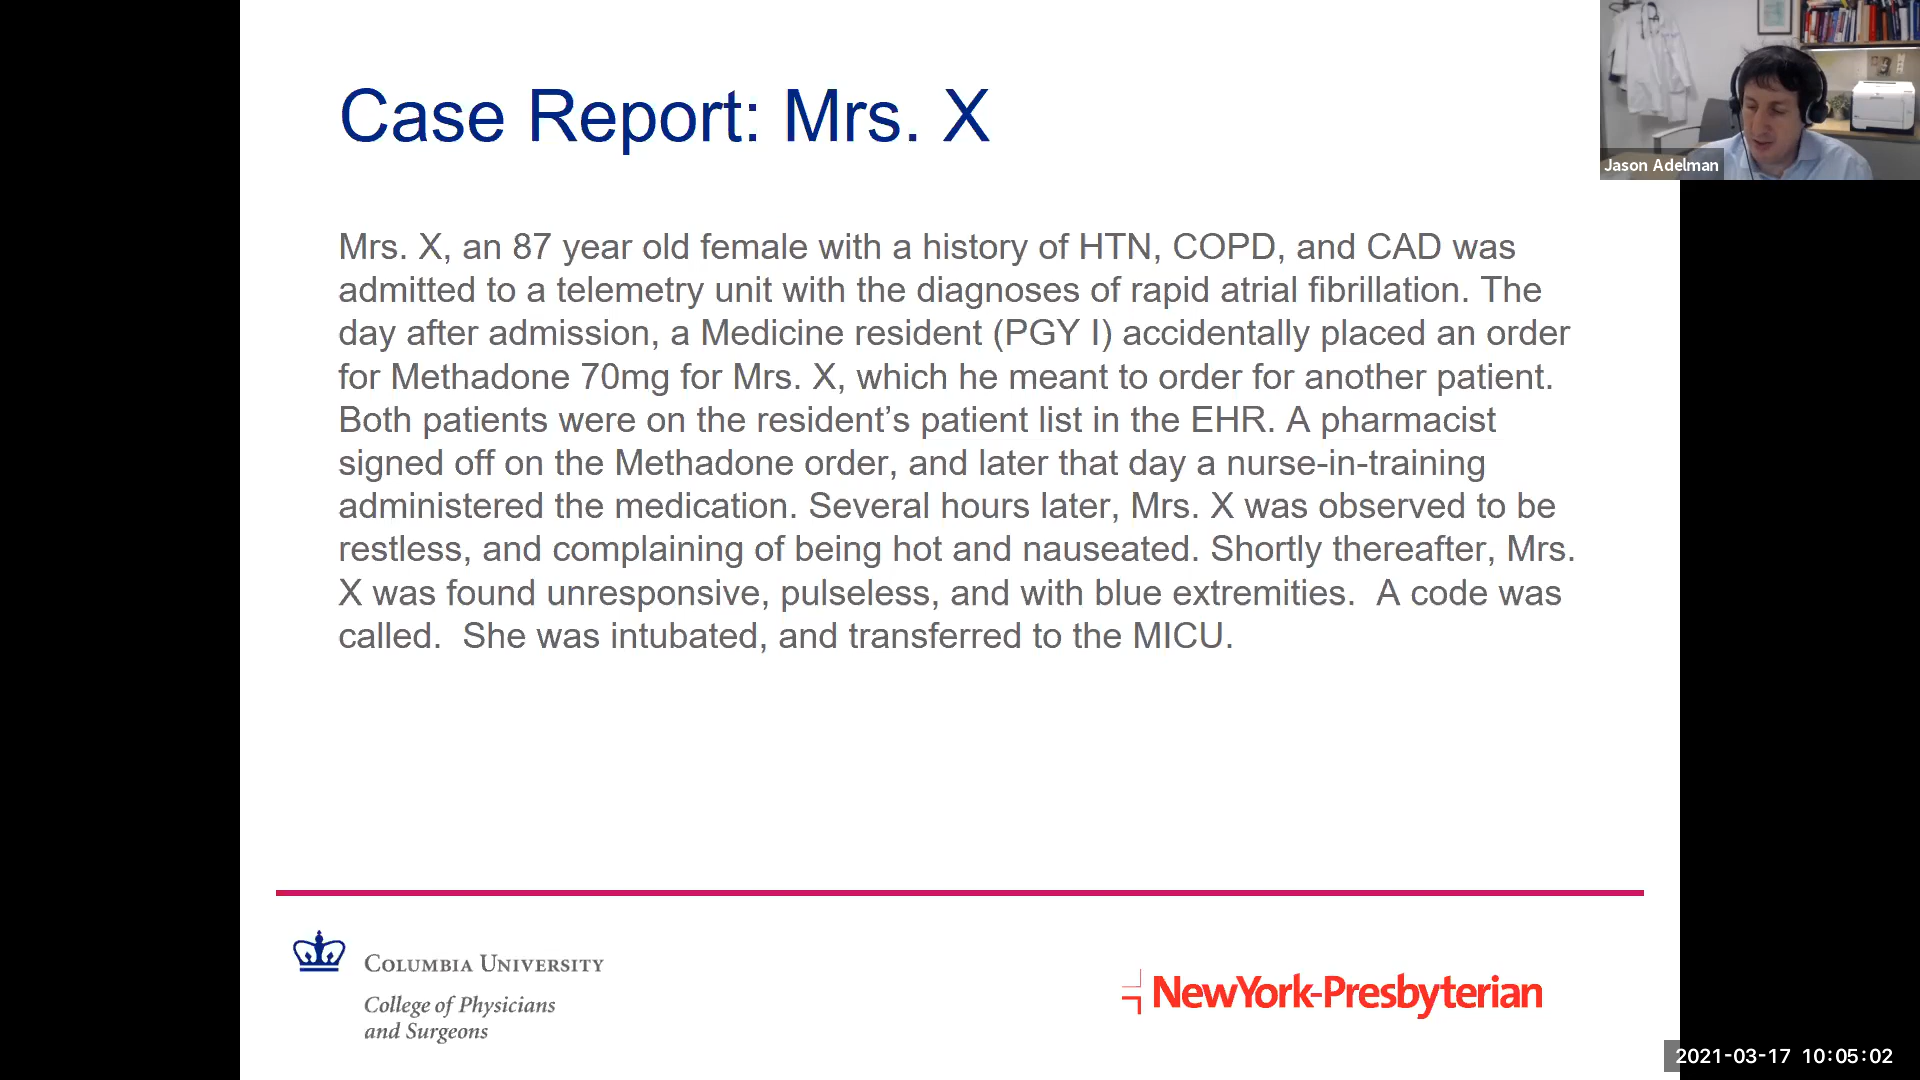 Case Report: Mrs. X
Jason Adelman
Mrs. X, an 87 year old female with a history of HTN, COPD, and CAD was
admitted to a telemetry unit with the diagnoses of rapid atrial fibrillation. The
day after admission, a Medicine resident (PGY I) accidentally placed an order
for Methadone 70mg for Mrs. X, which he meant to order for another patient.
Both patients were on the resident’s patient list in the EHR. A pharmacist
signed off on the Methadone order, and later that day a nurse-in-training
administered the medication. Several hours later, Mrs. X was observed to be
restless, and complaining of being hot and nauseated. Shortly thereafter, Mrs.
X was found unresponsive, pulseless, and with blue extremities.  A code was
called.  She was intubated, and transferred to the MICU.
COLUMBIA UNIVERSITY
College of Physicians
and Surgeons
NewYork-Presbyterian
2021-03-17 10:05:02